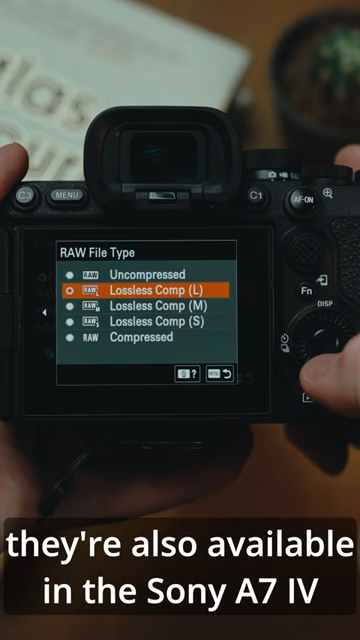 C3
MENU
C1
AF-ON
RAW File Type
RAW Uncompressed
RAW L Lossless Comp (L)
RAW M Lossless Comp (M)
RAW S Lossless Comp (S)
RAW Compressed
?
MENU
Fn
DISP
they're also available
in the Sony A7 IV